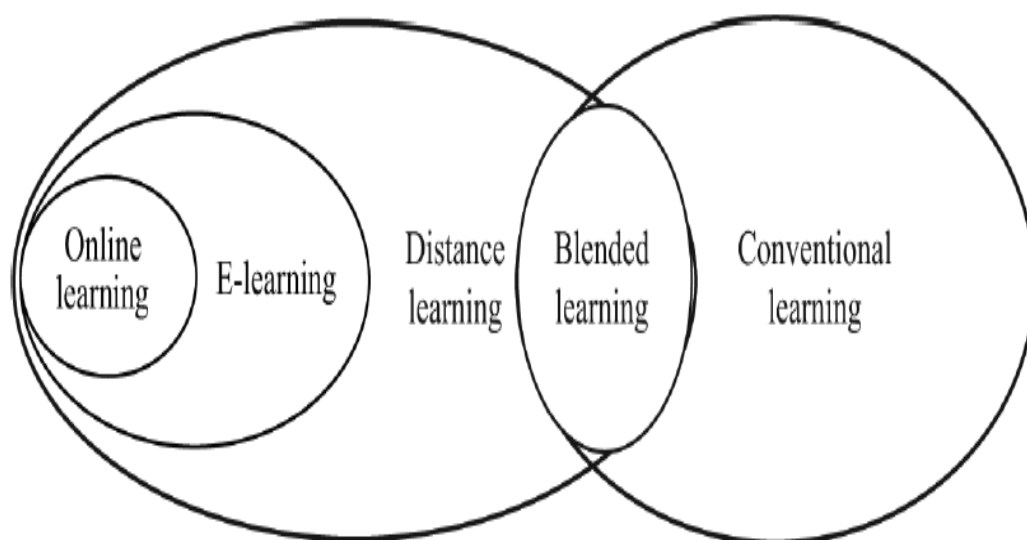 Online
learning
E-learning
Distance
learning
Blended
learning
Conventional
learning